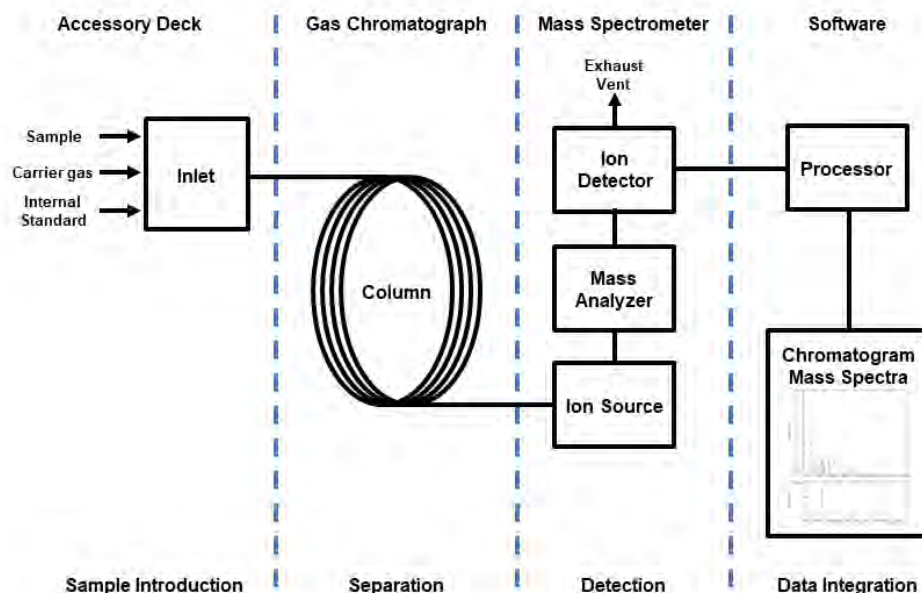 Accessory Deck
Gas Chromatograph
Mass Spectrometer
Software
Exhaust
Vent
Sample
Carrier gas
Internal
Standard
Inlet
Column
Ion
Detector
Mass
Analyzer
Ion Source
Processor
Chromatogram
Mass Spectra
Sample Introduction
Separation
Detection
Data Integration